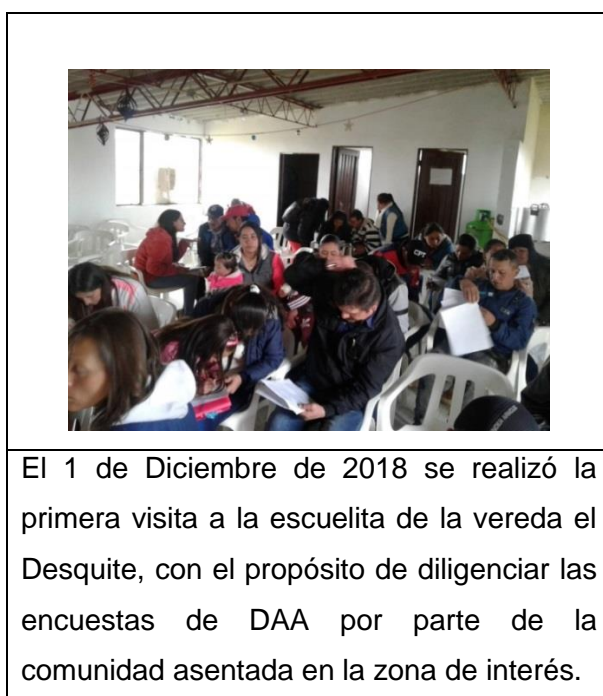 El 1 de Diciembre de 2018 se realizó la
primera visita a la escuelita de la vereda el
Desquite, con el propósito de diligenciar las
encuestas de DAA por parte de la
comunidad asentada en la zona de interés.